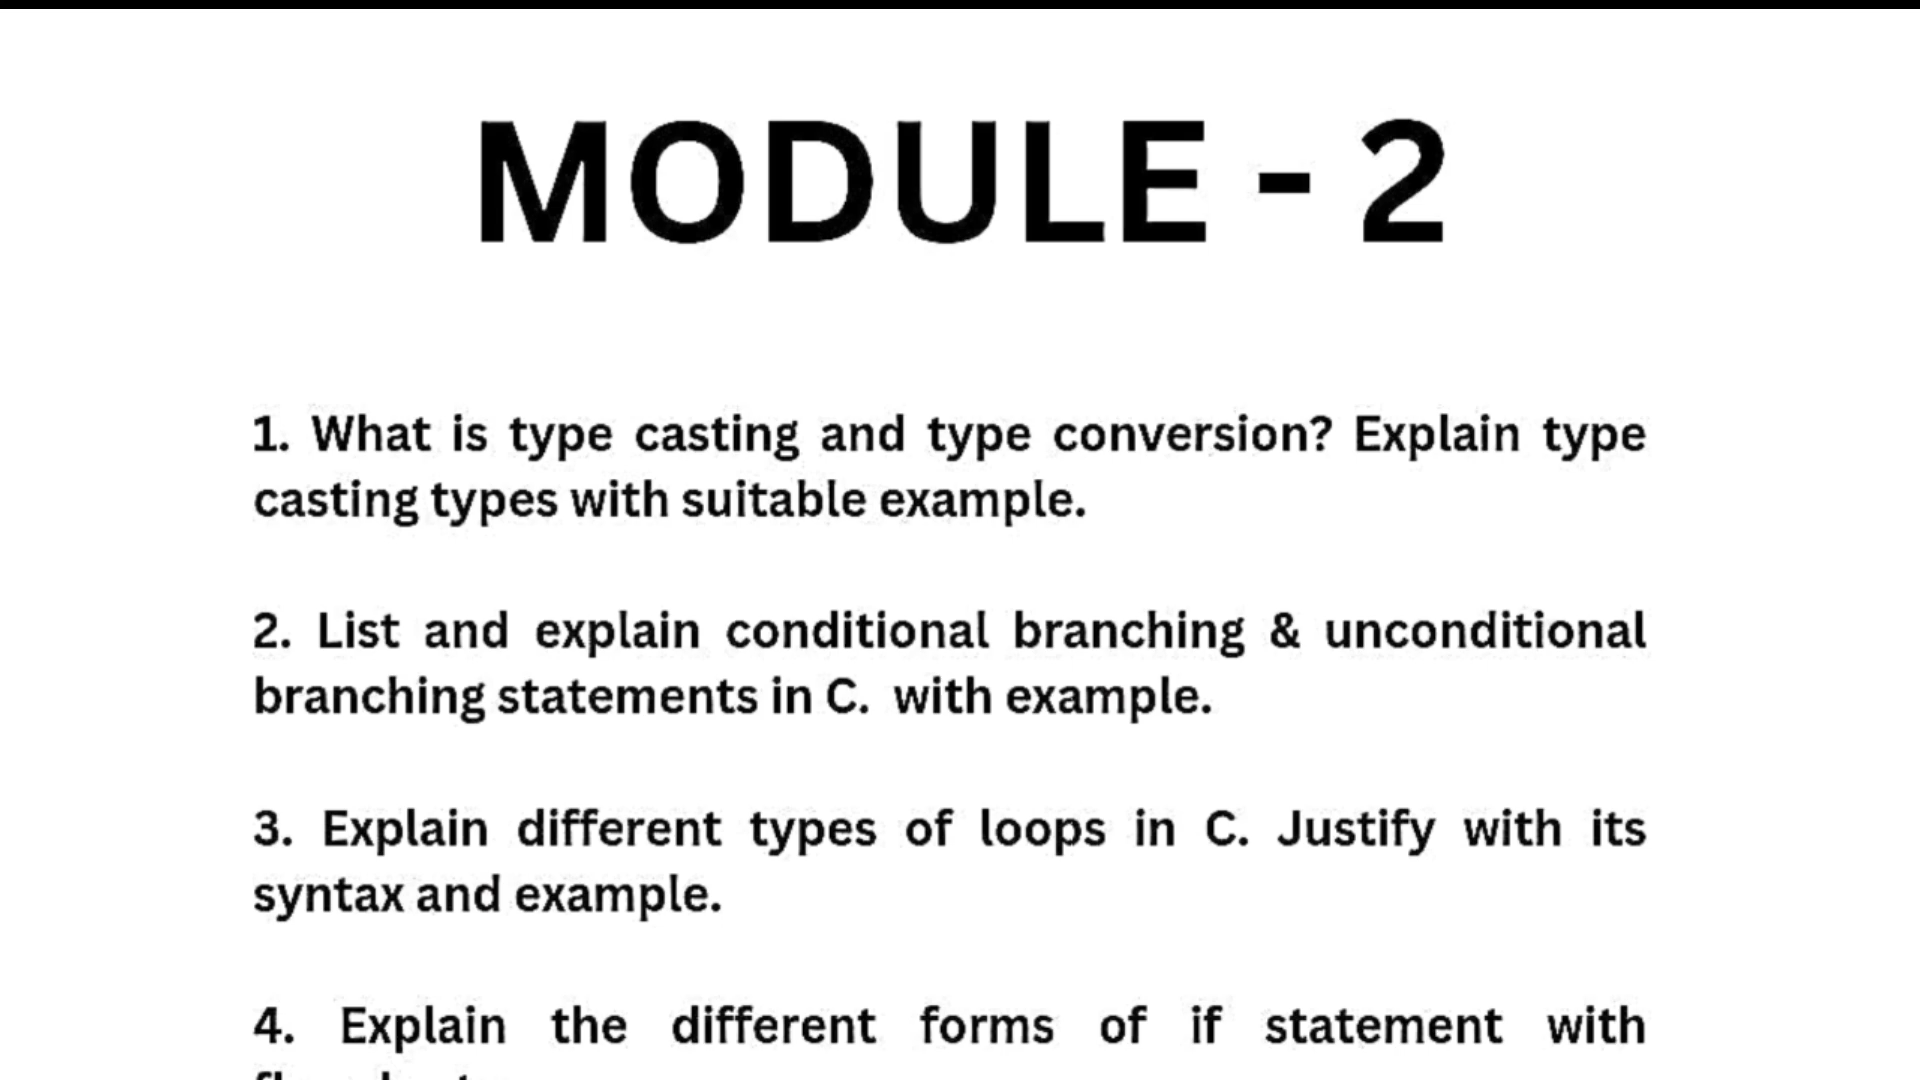 MODULE - 2
1. What is type casting and type conversion? Explain type
casting types with suitable example.
2. List and explain conditional branching & unconditional
branching statements in C.  with example.
3. Explain different types of loops in C. Justify with its
syntax and example.
4. Explain the different forms of if statement with